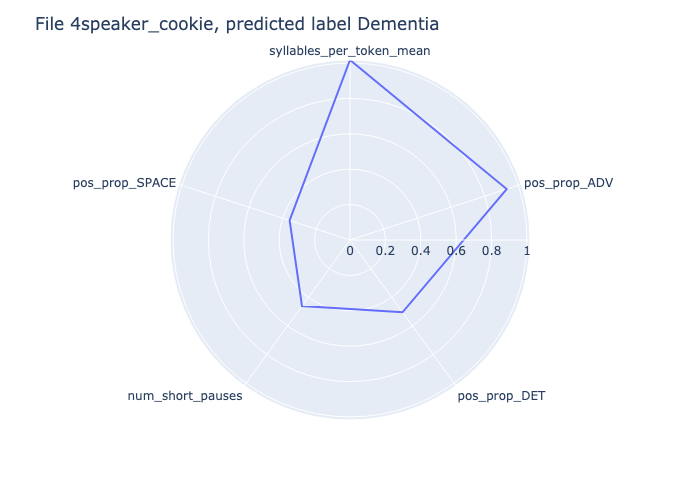 File 4speaker_cookie, predicted label Dementia
syllables_per_token_mean
pos_prop_SPACE
pos_prop_ADV
0 0.2 0.4 0.6 0.8 1
num_short_pauses
pos_prop_DET